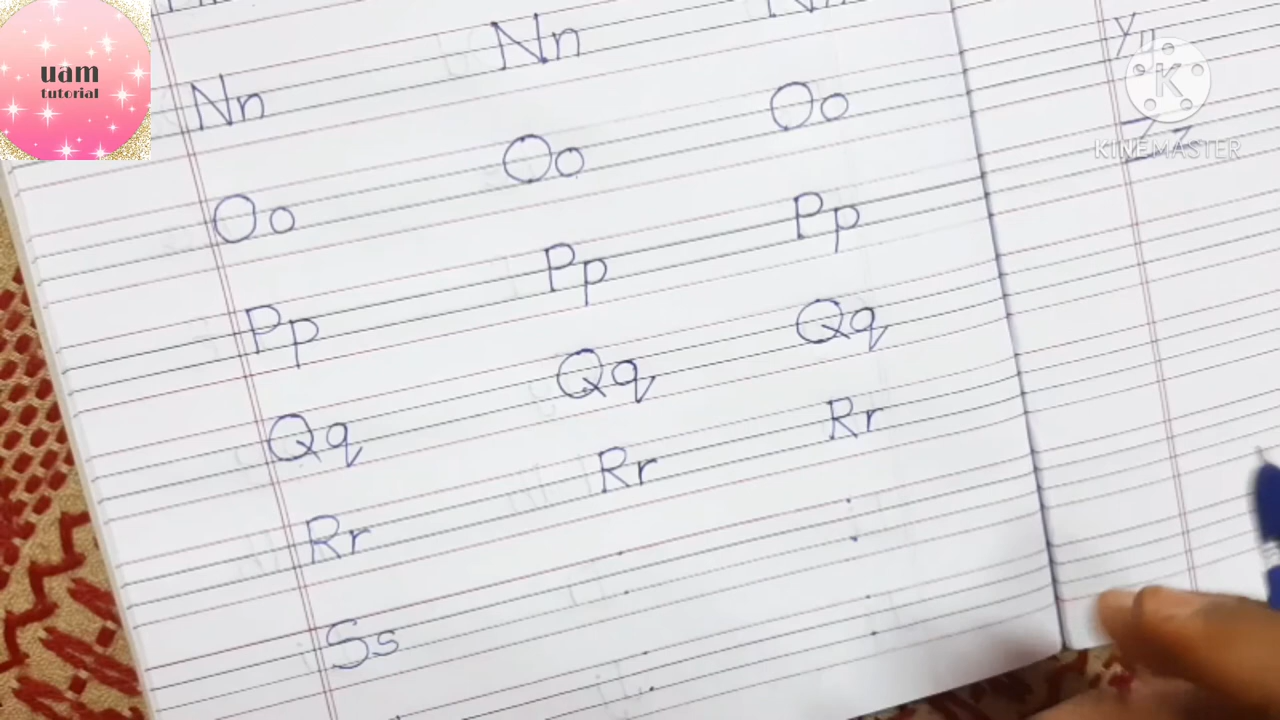 uam
tutorial
Nn Nn
Oo Oo Oo
Pp Pp Pp
Qq Qq Qq
Rr Rr Rr
Ss
K
KINEMASTER